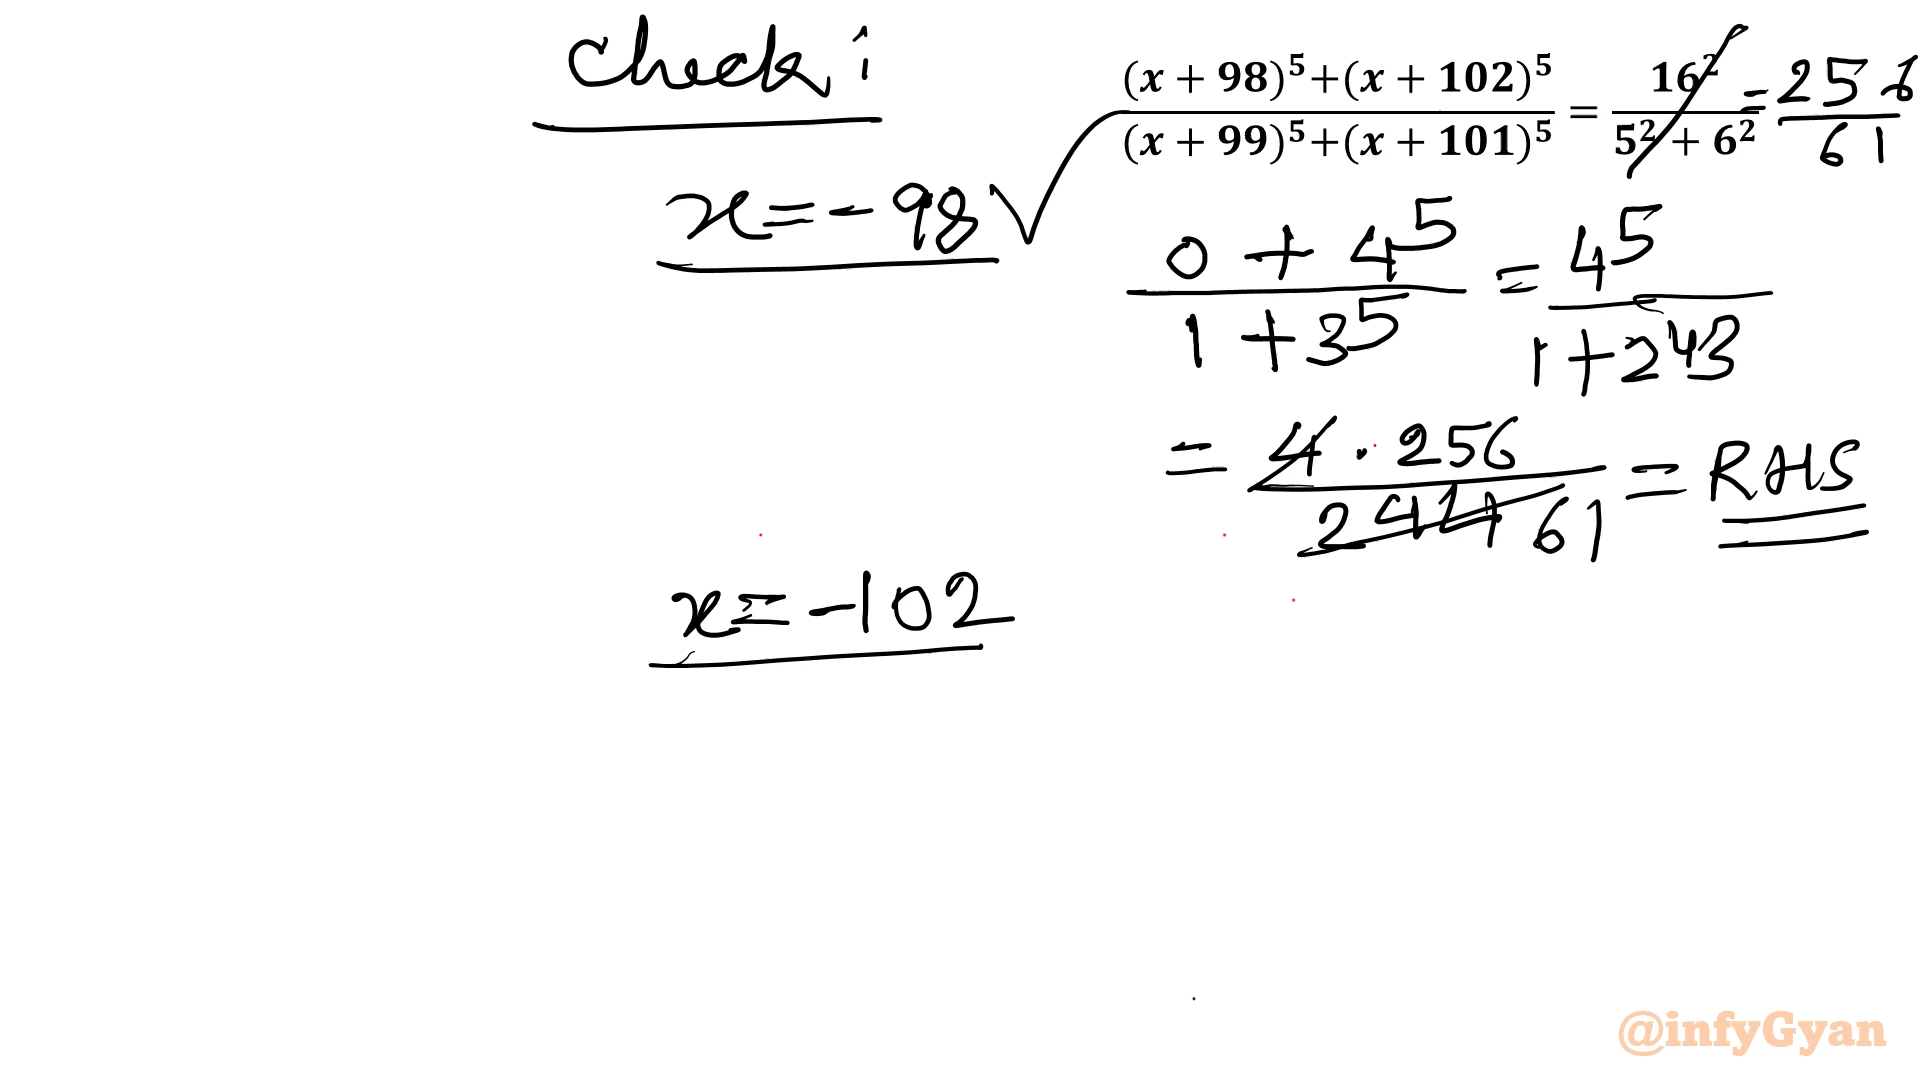 check :
(x + 98)⁵+(x + 102)⁵ / (x + 99)⁵+(x + 101)⁵ = 16² / 5² + 6² = 256 / 61
x = -98 ✓
0 + 4⁵ / 1 + 3⁵ = 4⁵ / 1 + 243
= 4 · 256 / 244 61 = RHS
x = -102
@infyGyan